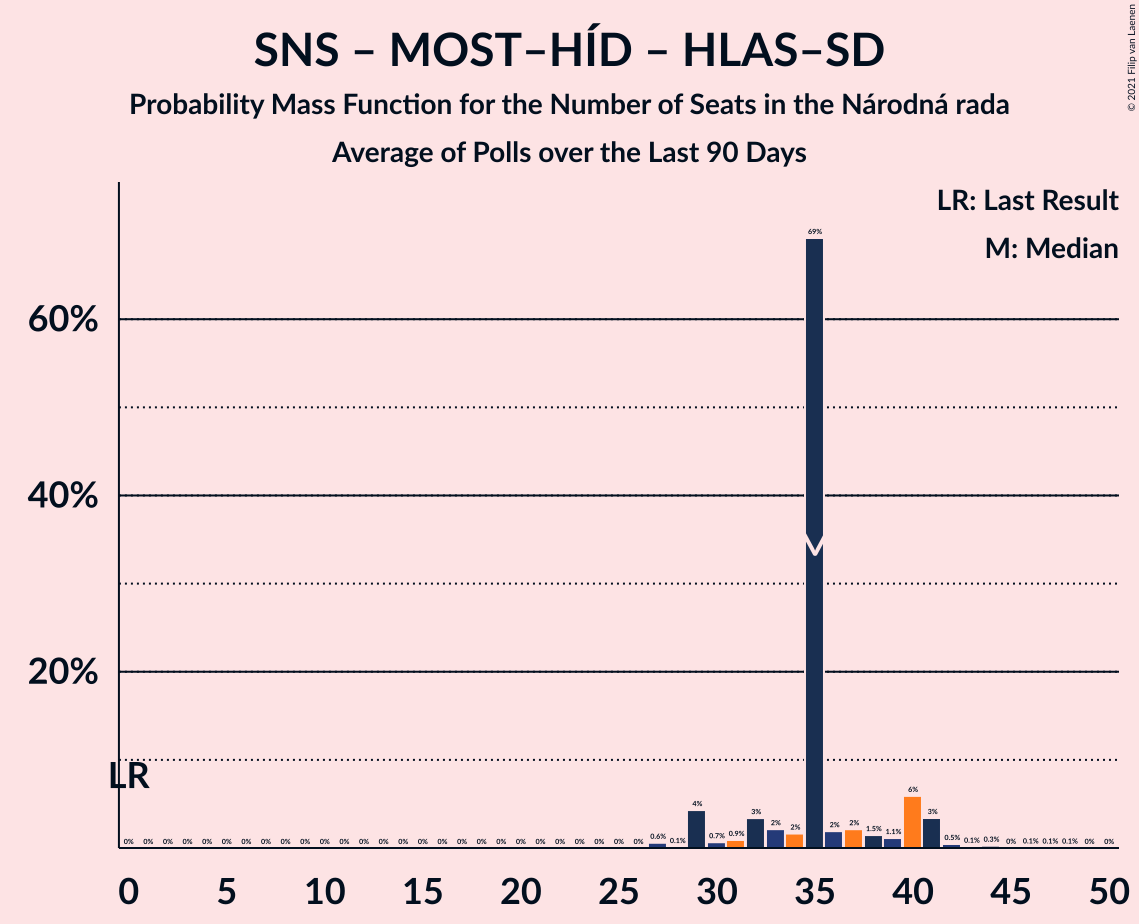 © 2021 Filip van Laenen
SNS – MOST–HÍD – HLAS–SD
Probability Mass Function for the Number of Seats in the Národná rada
Average of Polls over the Last 90 Days
LR: Last Result
M: Median
69%
60%
40%
20%
LR
0% 0% 0% 0% 0% 0% 0% 0% 0% 0% 0% 0% 0% 0% 0% 0% 0% 0% 0% 0% 0% 0% 0% 0% 0% 0% 0% 0.6% 0.1% 4% 0.7% 0.9% 3% 2% 2% 2% 2% 1.5% 1.1% 6% 3% 0.5% 0.1% 0.3% 0% 0.1% 0.1% 0.1% 0% 0%
0 5 10 15 20 25 30 35 40 45 50